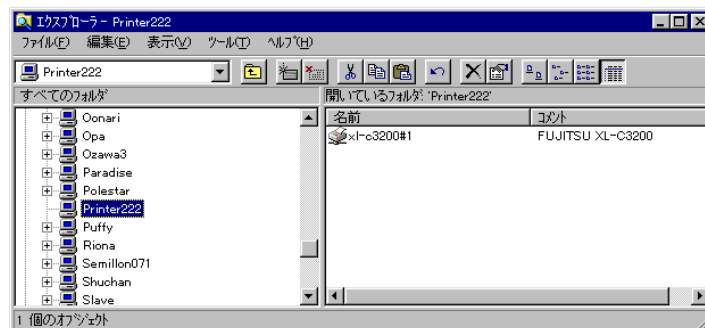 エクスプローラ - Printer222
ファイル(F) 編集(E) 表示(V) ツール(T) ヘルプ(H)
Printer222
すべてのフォルダ
開いているフォルダ: 'Printer222'
Oonari
Opa
Ozawa3
Paradise
Polestar
Printer222
Puffy
Riona
Semillon071
Shuchan
Slave
名前 コメント
xl-c3200#1 FUJITSU XL-C3200
1 個のオブジェクト